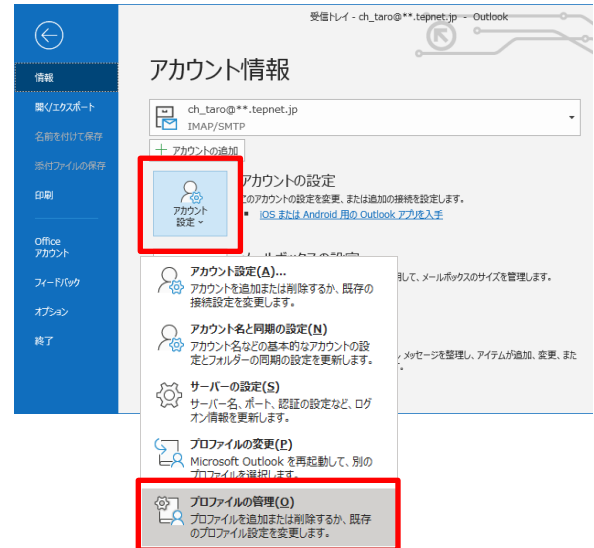 受信トレイ - ch_taro@**.tepnet.jp - Outlook
情報
開く/エクスポート
名前を付けて保存
添付ファイルの保存
印刷
Office
アカウント
フィードバック
オプション
終了
アカウント情報
ch_taro@**.tepnet.jp
IMAP/SMTP
アカウントの追加
アカウント
設定
アカウントの設定
このアカウントの設定を変更、または追加の接続を設定します。
iOS または Android 用の Outlook アプリを入手
メールボックスの設定
用して、メールボックスのサイズを管理します。
メッセージを整理し、アイテムが追加、変更、また
アカウント設定(A)...
アカウントを追加または削除するか、既存の
接続設定を変更します。
アカウント名と同期の設定(N)
アカウント名などの基本的なアカウントの設
定とフォルダーの同期の設定を更新します。
サーバーの設定(S)
サーバー名、ポート、認証の設定など、ログ
オン情報を更新します。
プロファイルの変更(P)
Microsoft Outlook を再起動して、別の
プロファイルを選択します。
プロファイルの管理(O)
プロファイルを追加または削除するか、既存
のプロファイル設定を変更します。